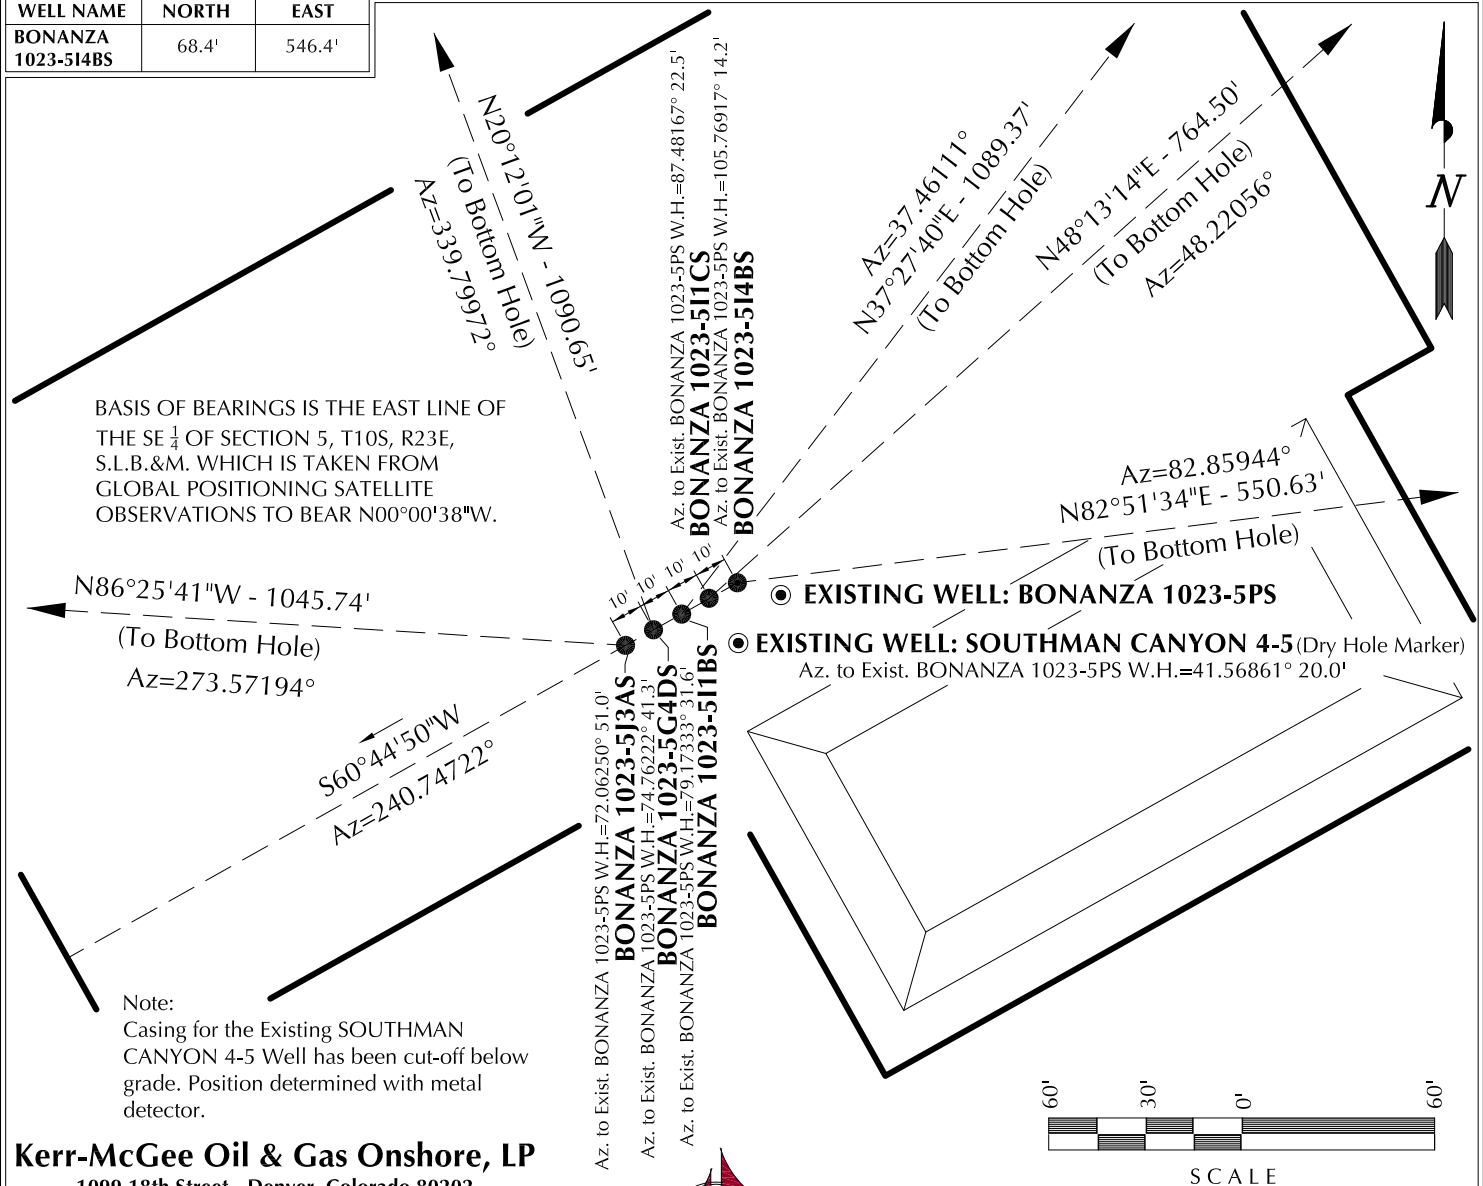 WELL NAME NORTH EAST
BONANZA 1023-5I4BS 68.4' 546.4'
N20°12'01"W - 1090.65'
(To Bottom Hole)
Az=339.79972°
Az. to Exist. BONANZA 1023-5PS W.H.=87.48167° 22.5'
BONANZA 1023-5I1CS
Az. to Exist. BONANZA 1023-5PS W.H.=105.76917° 14.2'
BONANZA 1023-5I4BS
Az=37.46111°
N37°27'40"E - 1089.37'
(To Bottom Hole)
N48°13'14"E - 764.50'
(To Bottom Hole)
Az=48.22056°
N
BASIS OF BEARINGS IS THE EAST LINE OF
THE SE 1/4 OF SECTION 5, T10S, R23E,
S.L.B.&M. WHICH IS TAKEN FROM
GLOBAL POSITIONING SATELLITE
OBSERVATIONS TO BEAR N00°00'38"W.
Az=82.85944°
N82°51'34"E - 550.63'
(To Bottom Hole)
10' 10' 10' 10'
N86°25'41"W - 1045.74'
(To Bottom Hole)
Az=273.57194°
EXISTING WELL: BONANZA 1023-5PS
EXISTING WELL: SOUTHMAN CANYON 4-5 (Dry Hole Marker)
Az. to Exist. BONANZA 1023-5PS W.H.=41.56861° 20.0'
S60°44'50"W
Az=240.74722°
Az. to Exist. BONANZA 1023-5PS W.H.=72.06250° 51.0'
BONANZA 1023-5J3AS
Az. to Exist. BONANZA 1023-5PS W.H.=74.76222° 41.3'
BONANZA 1023-5G4DS
Az. to Exist. BONANZA 1023-5PS W.H.=79.17333° 31.6'
BONANZA 1023-5I1BS
Note:
Casing for the Existing SOUTHMAN
CANYON 4-5 Well has been cut-off below
grade. Position determined with metal
detector.
60' 30' 0' 60'
SCALE
Kerr-McGee Oil & Gas Onshore, LP
1099 18th Street - Denver, Colorado 80202